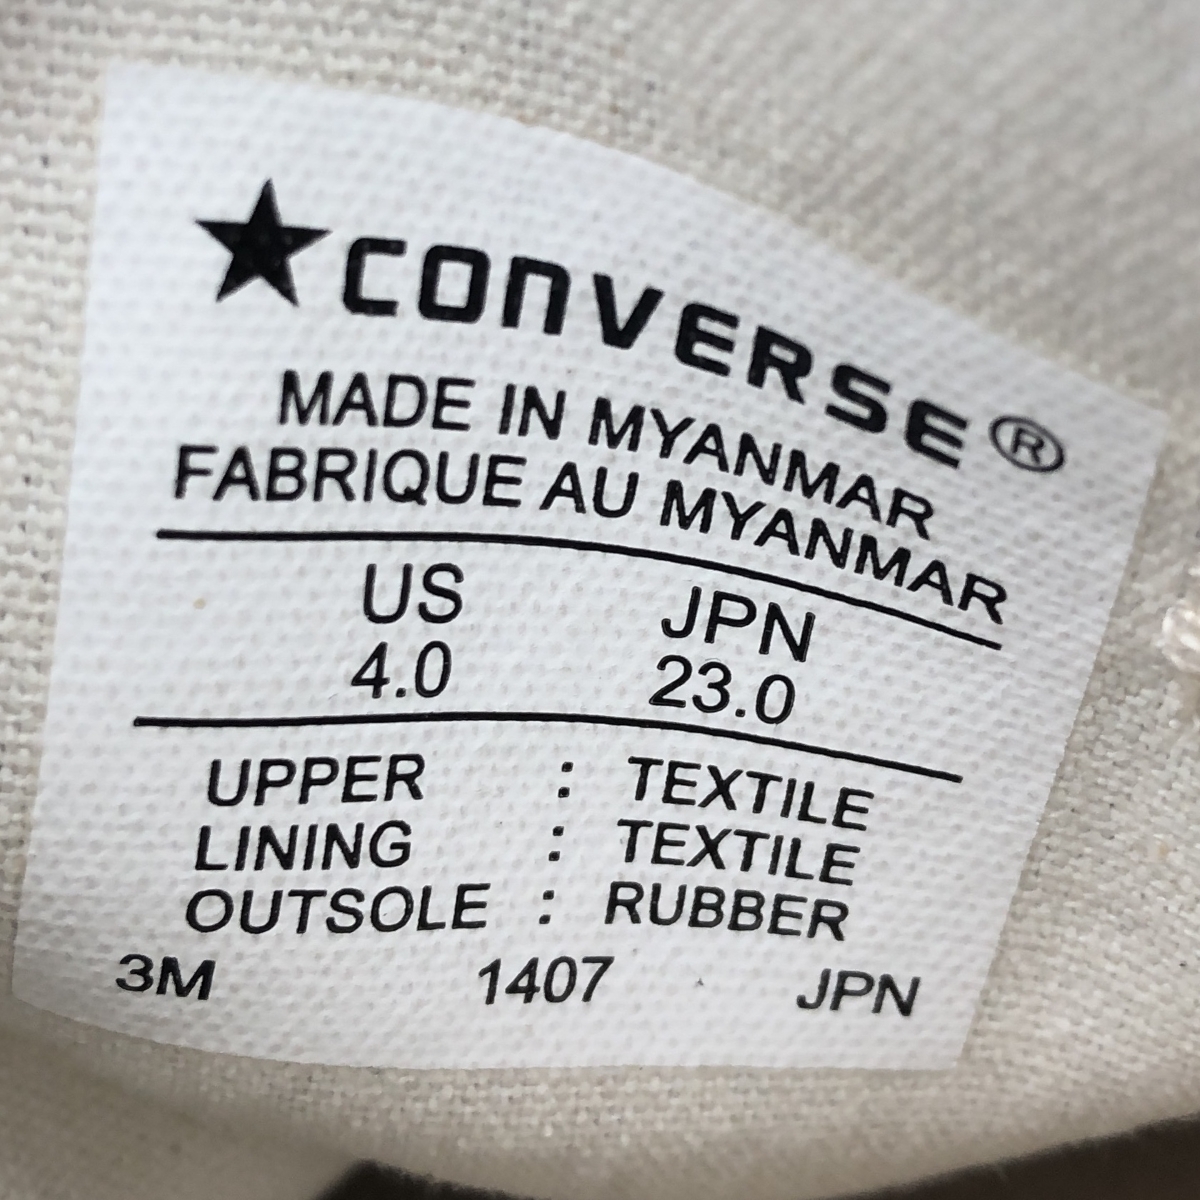 ★CONVERSE®
MADE IN MYANMAR
FABRIQUE AU MYANMAR
US JPN
4.0 23.0
UPPER : TEXTILE
LINING : TEXTILE
OUTSOLE : RUBBER
3M 1407 JPN